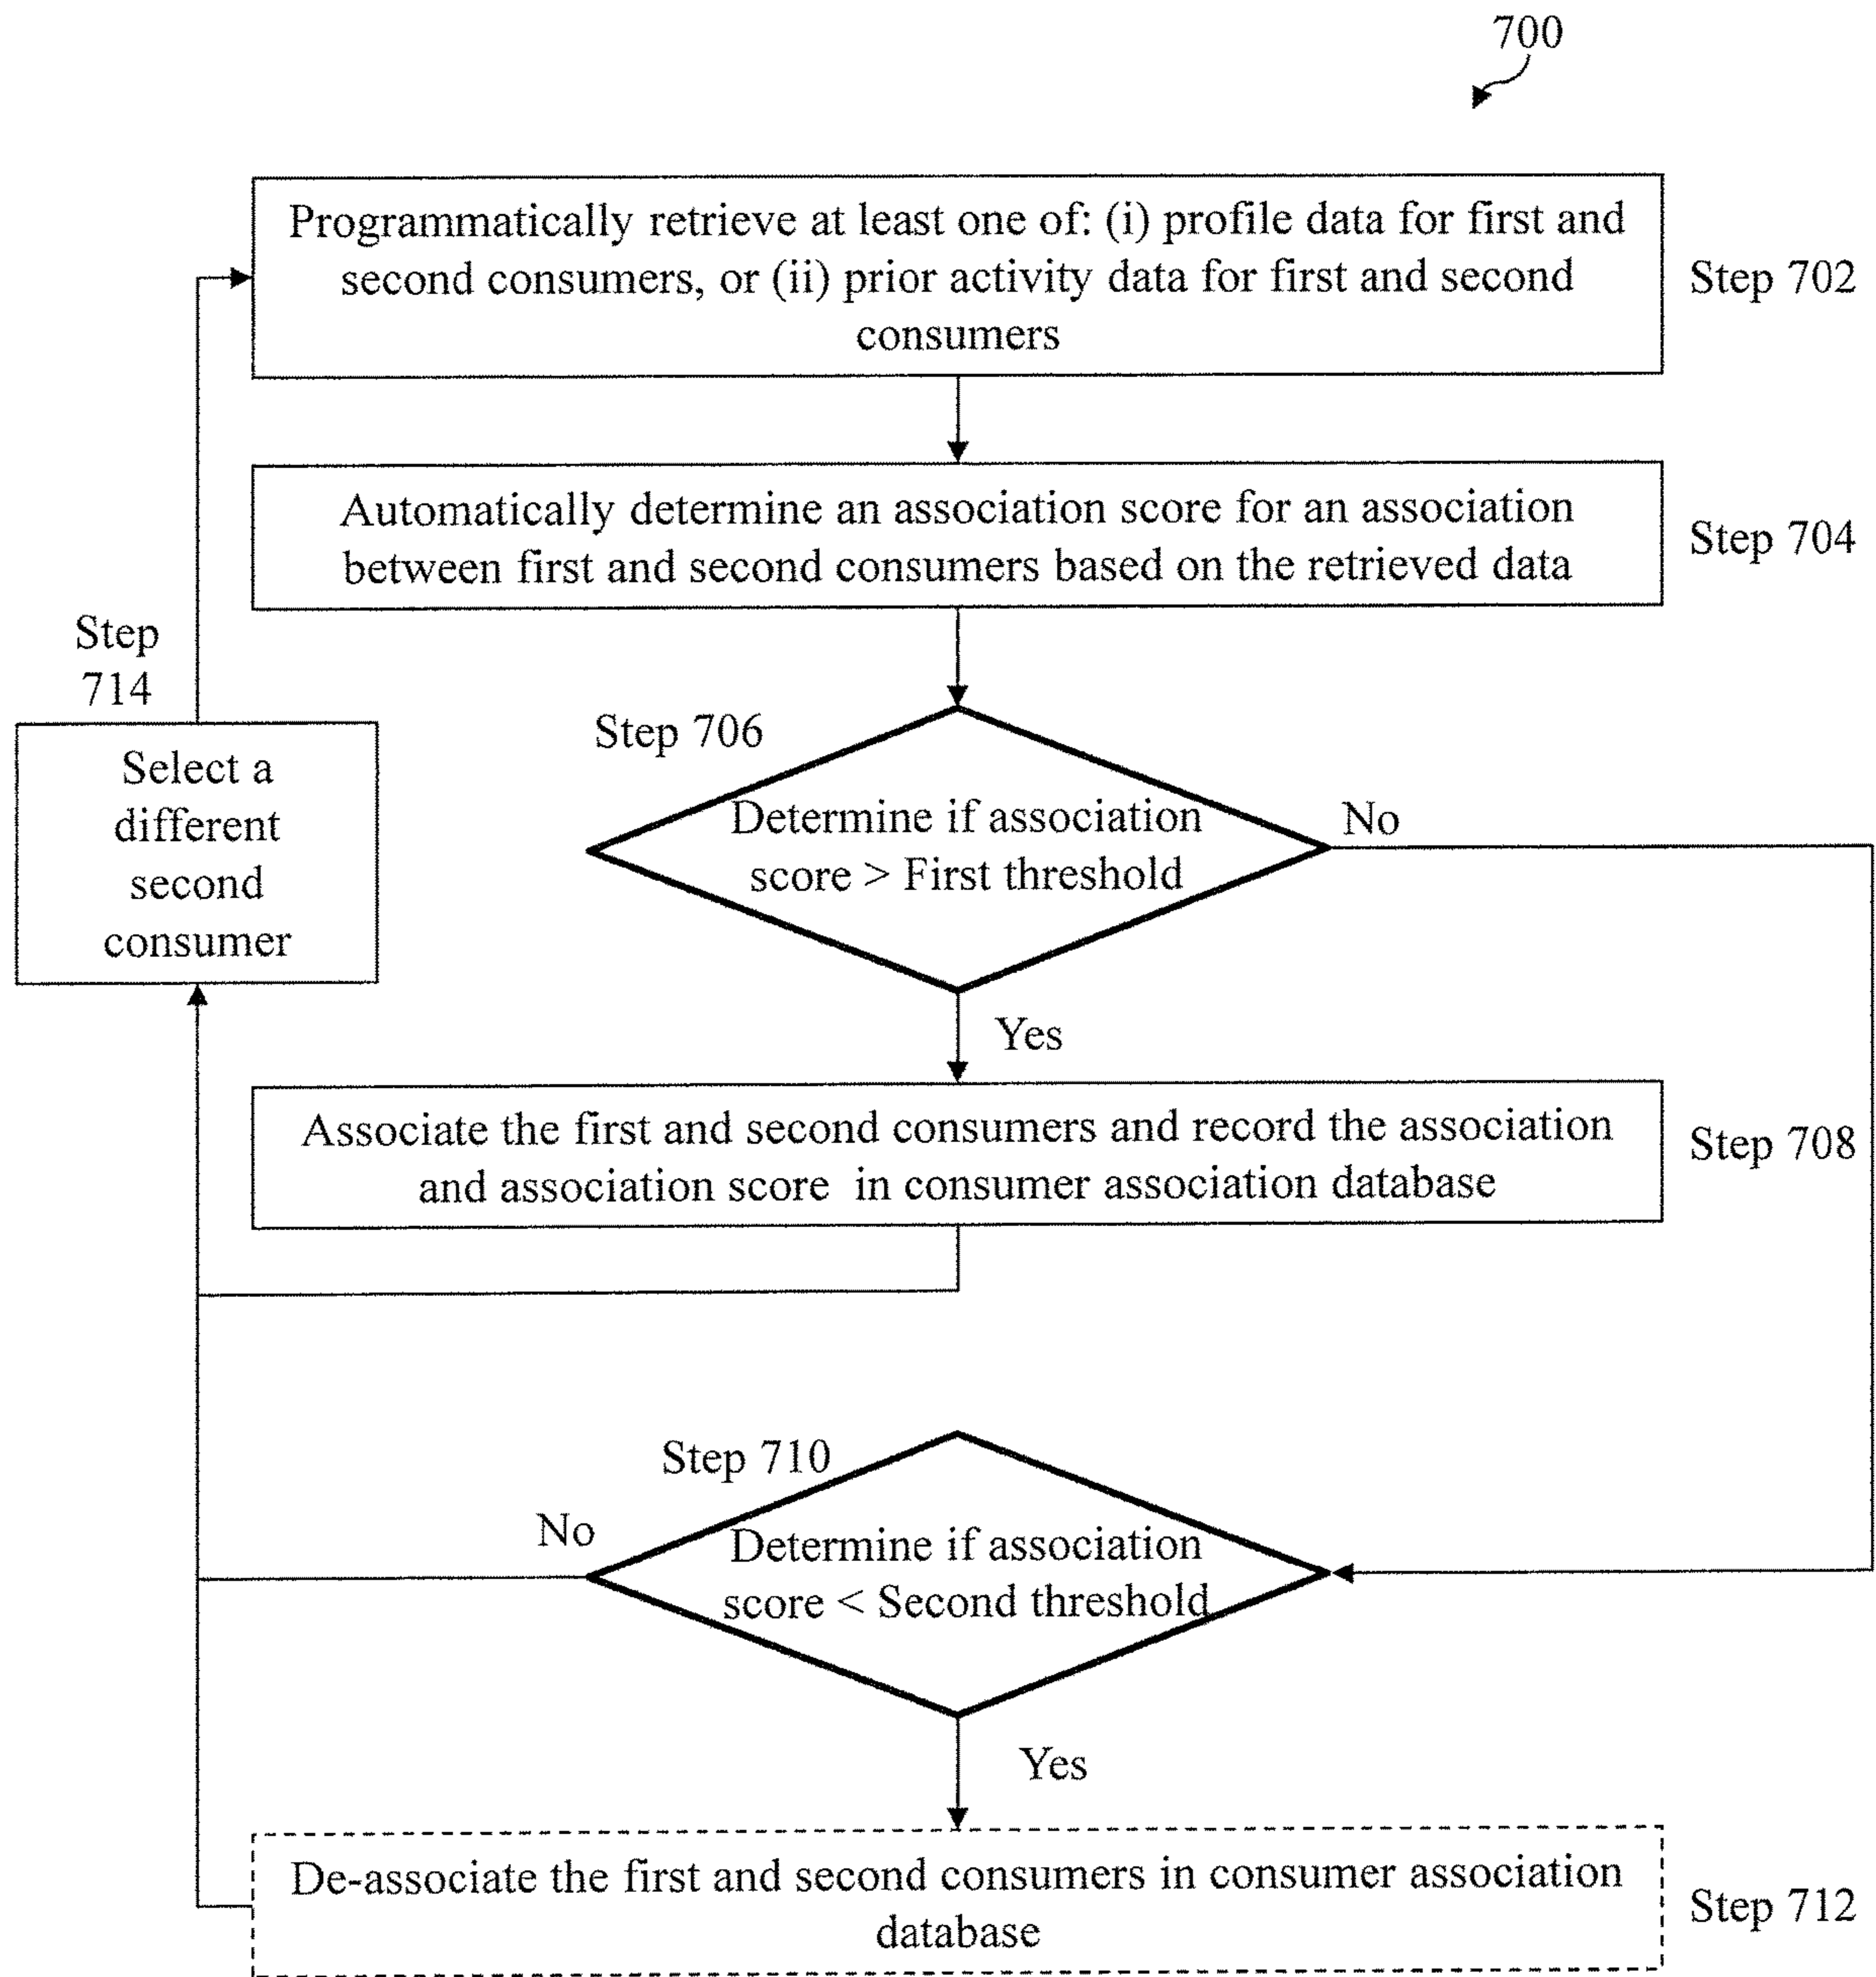 700
Programmatically retrieve at least one of: (i) profile data for first and
second consumers, or (ii) prior activity data for first and second
consumers
Step 702
Automatically determine an association score for an association
between first and second consumers based on the retrieved data
Step 704
Step
714
Select a
different
second
consumer
Step 706
Determine if association
score > First threshold
No
Yes
Associate the first and second consumers and record the association
and association score in consumer association database
Step 708
Step 710
No
Determine if association
score < Second threshold
Yes
De-associate the first and second consumers in consumer association
database
Step 712